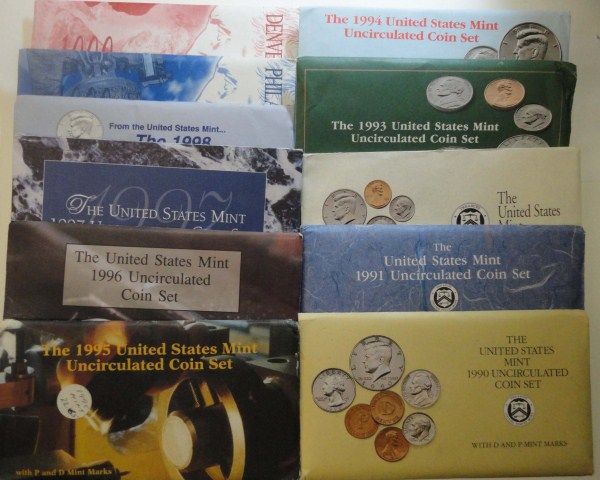 DENVE
1999
PHIL
From the United States Mint...
The 1998
1997
THE UNITED STATES MINT
The United States Mint
1996 Uncirculated
Coin Set
The 1995 United States Mint
Uncirculated Coin Set
with P and D Mint Marks
The 1994 United States Mint
Uncirculated Coin Set
The 1993 United States Mint
Uncirculated Coin Set
The
United States
Mint
The
United States Mint
1991 Uncirculated Coin Set
THE
UNITED STATES
MINT
1990 UNCIRCULATED
COIN SET
WITH D AND P MINT MARKS